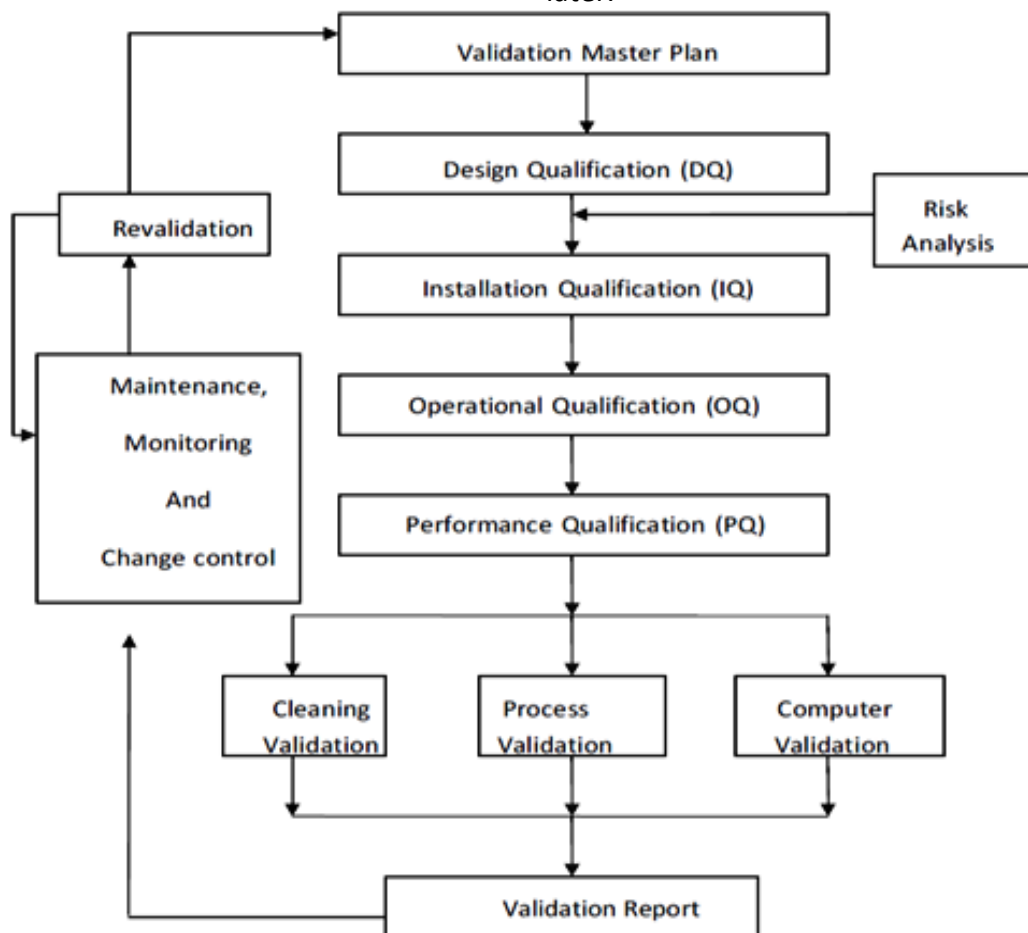 later.
Validation Master Plan
Design Qualification (DQ)
Risk
Analysis
Revalidation
Installation Qualification (IQ)
Maintenance,
Monitoring
And
Change control
Operational Qualification (OQ)
Performance Qualification (PQ)
Cleaning
Validation
Process
Validation
Computer
Validation
Validation Report